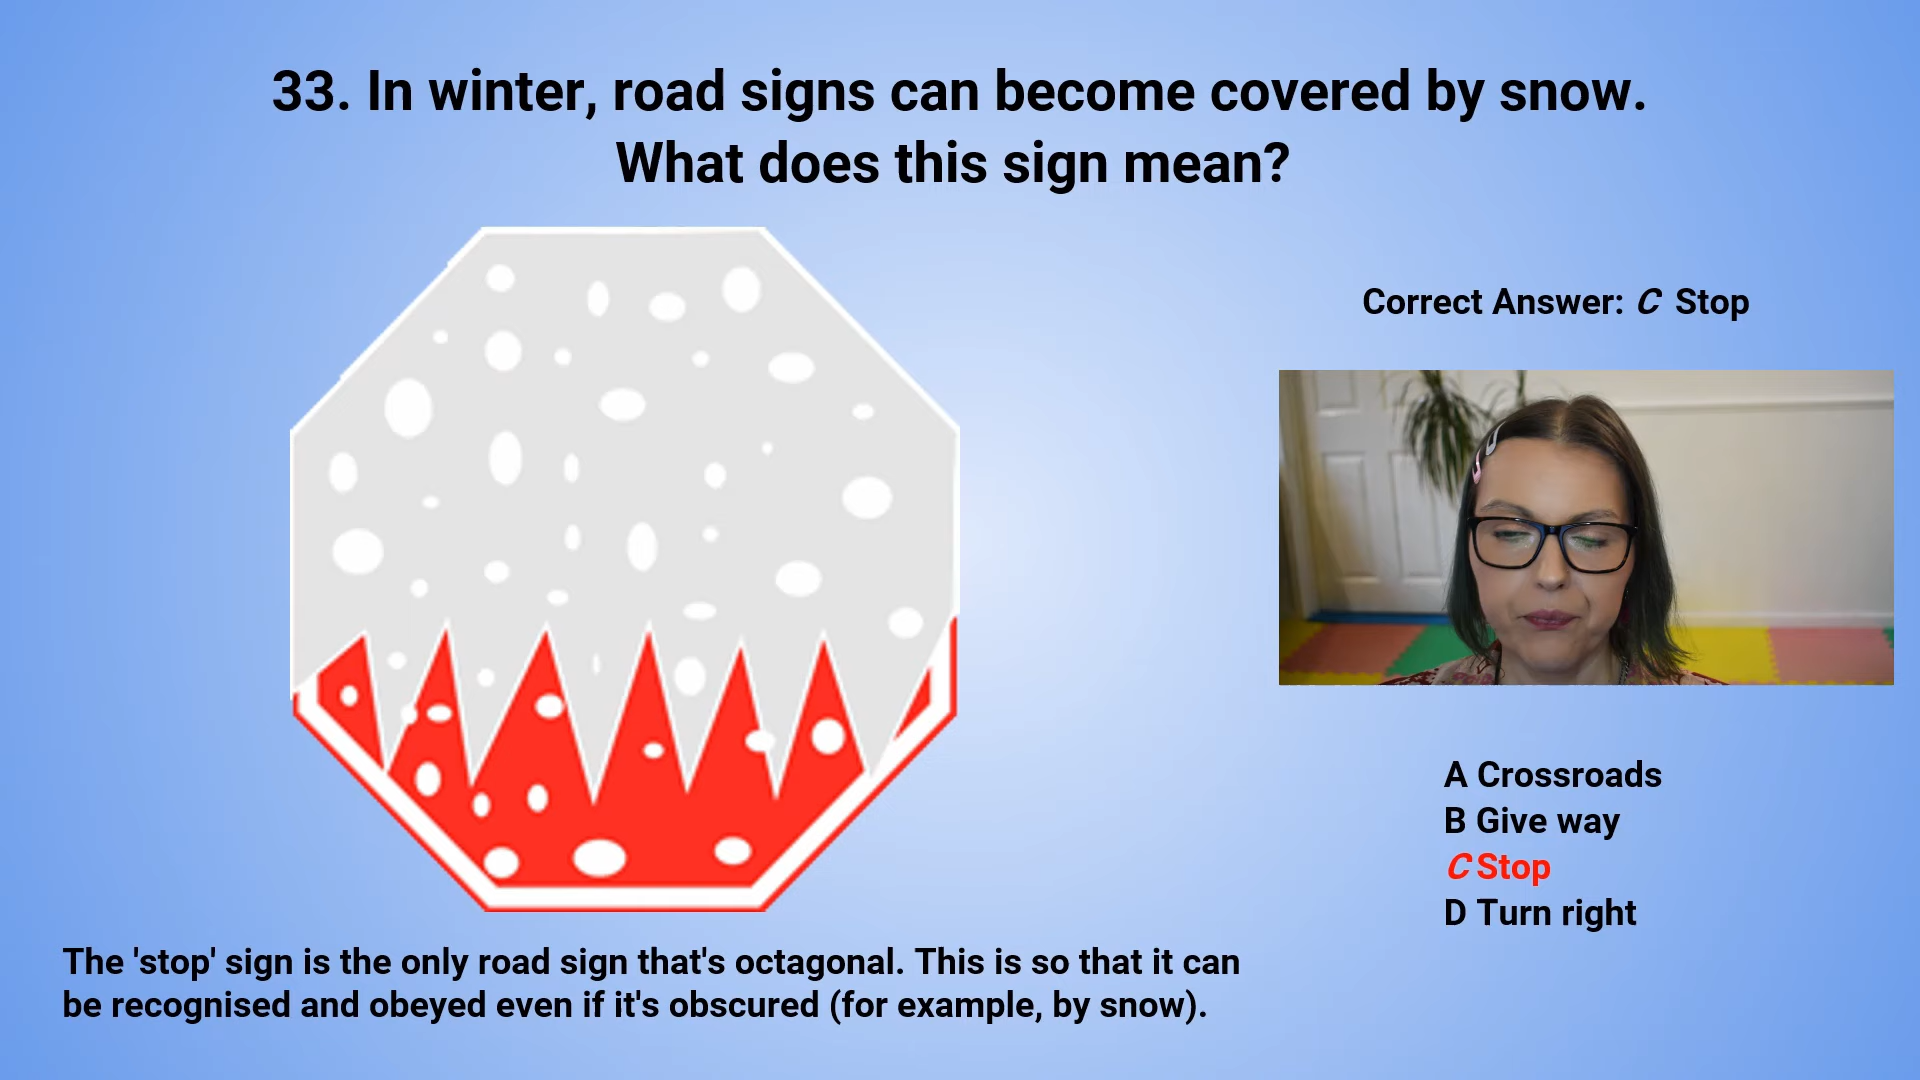 33. In winter, road signs can become covered by snow.
What does this sign mean?
Correct Answer: C Stop
A Crossroads
B Give way
C Stop
D Turn right
The 'stop' sign is the only road sign that's octagonal. This is so that it can
be recognised and obeyed even if it's obscured (for example, by snow).